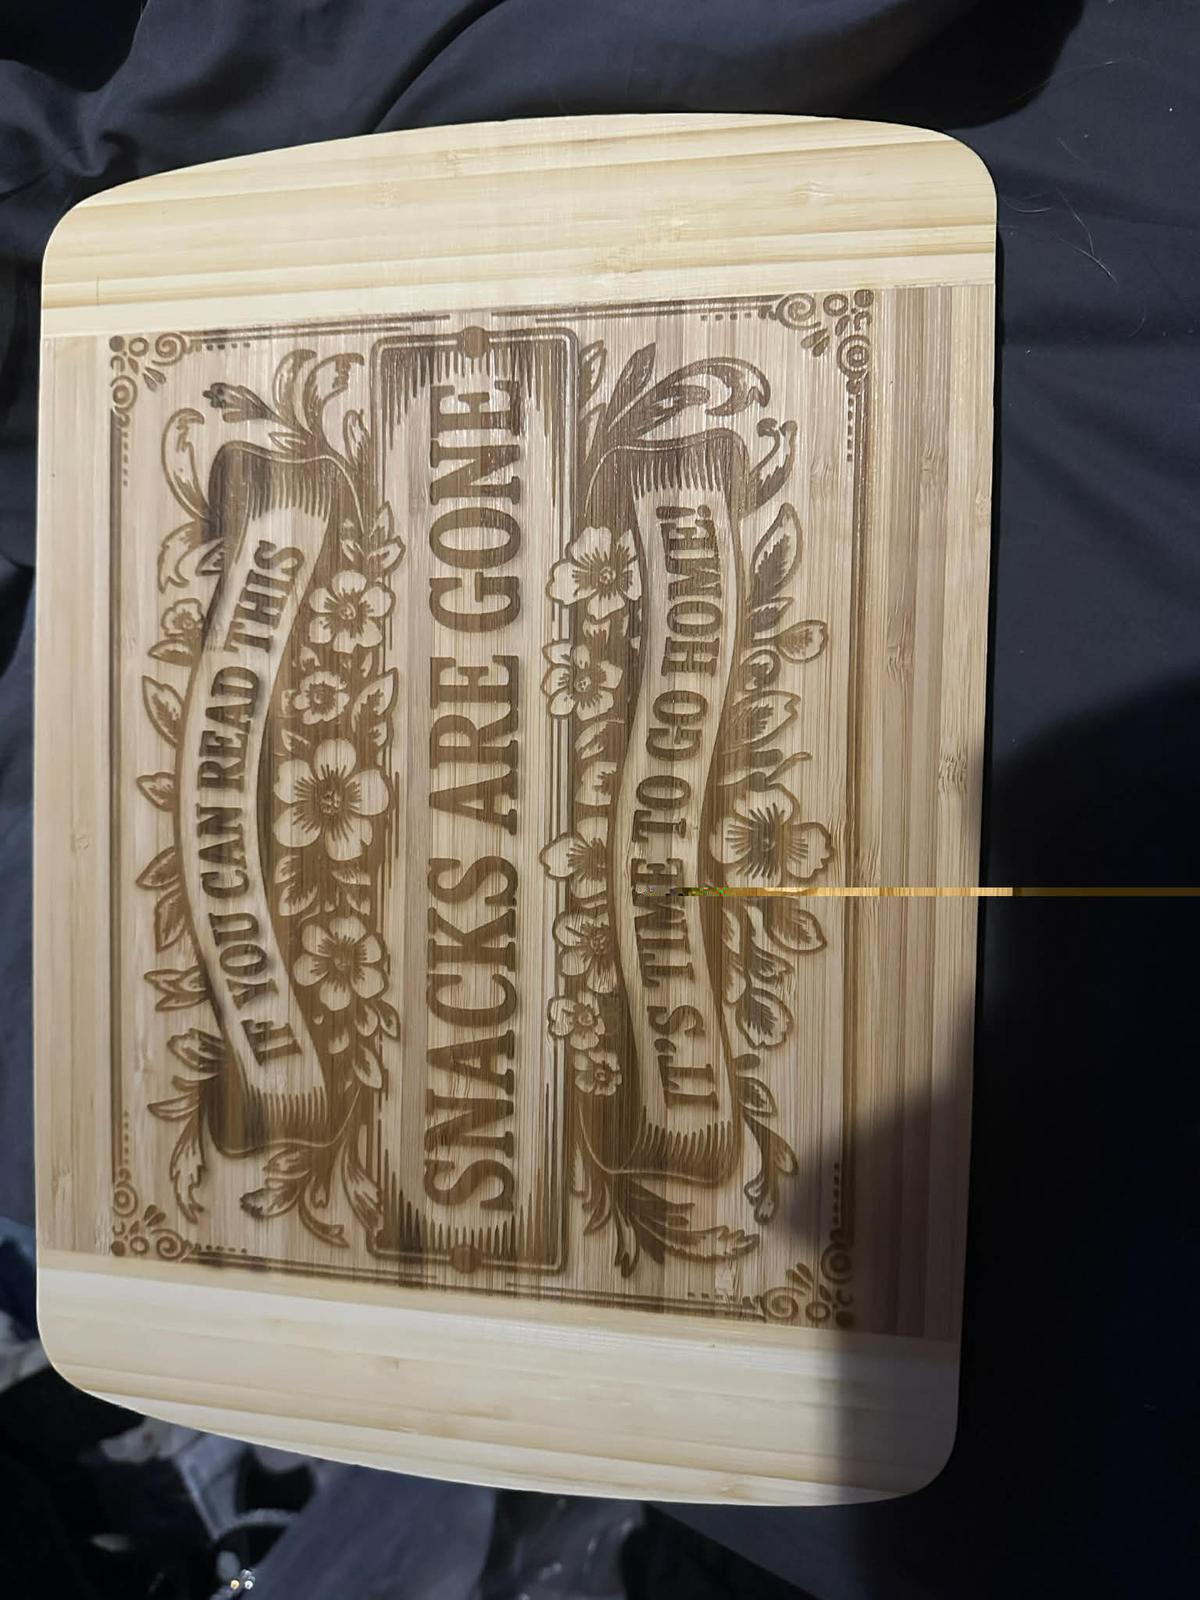 IF YOU CAN READ THIS
SNACKS ARE GONE
IT'S TIME TO GO HOME!